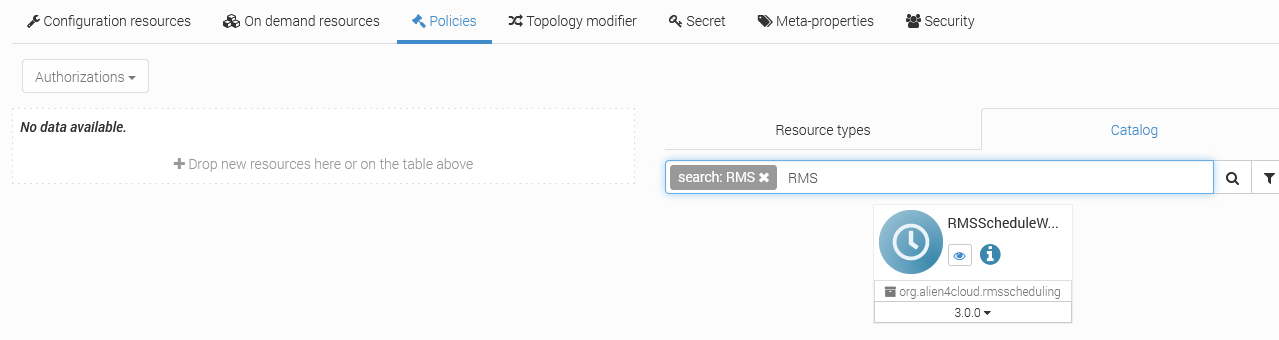 Configuration resources On demand resources Policies Topology modifier Secret Meta-properties Security
Authorizations
No data available.
Drop new resources here or on the table above
Resource types Catalog
search: RMS RMS
RMSScheduleW...
org.alien4cloud.rmsscheduling
3.0.0